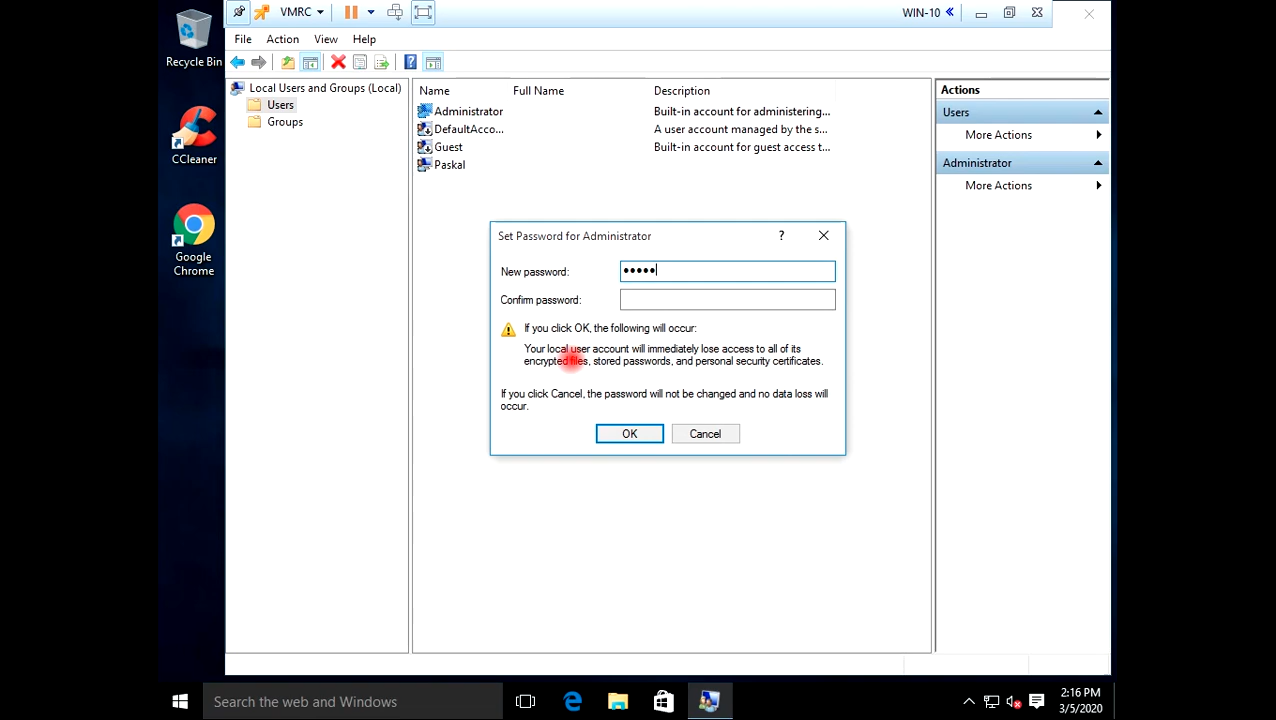 Recycle Bin
CCleaner
Google
Chrome
VMRC
WIN-10
File Action View Help
Local Users and Groups (Local)
Users
Groups
Name Full Name Description
Administrator Built-in account for administering...
DefaultAcco... A user account managed by the s...
Guest Built-in account for guest access t...
Paskal
Actions
Users
More Actions
Administrator
More Actions
Set Password for Administrator
New password: •••••
Confirm password:
If you click OK, the following will occur:
Your local user account will immediately lose access to all of its
encrypted files, stored passwords, and personal security certificates.
If you click Cancel, the password will not be changed and no data loss will
occur.
OK Cancel
Search the web and Windows
2:16 PM
3/5/2020